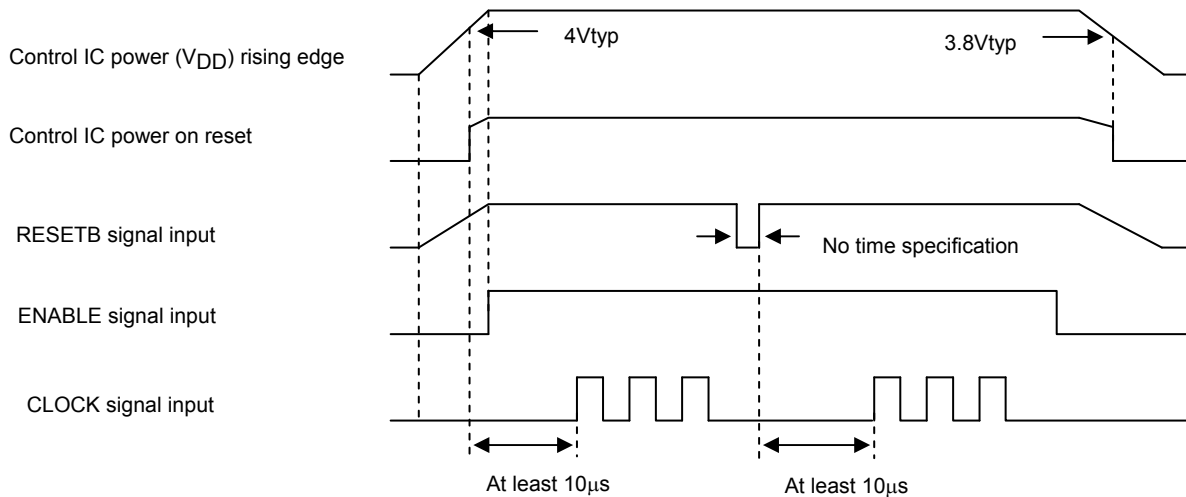 4Vtyp
3.8Vtyp
Control IC power (VDD) rising edge
Control IC power on reset
RESETB signal input
No time specification
ENABLE signal input
CLOCK signal input
At least 10μs
At least 10μs